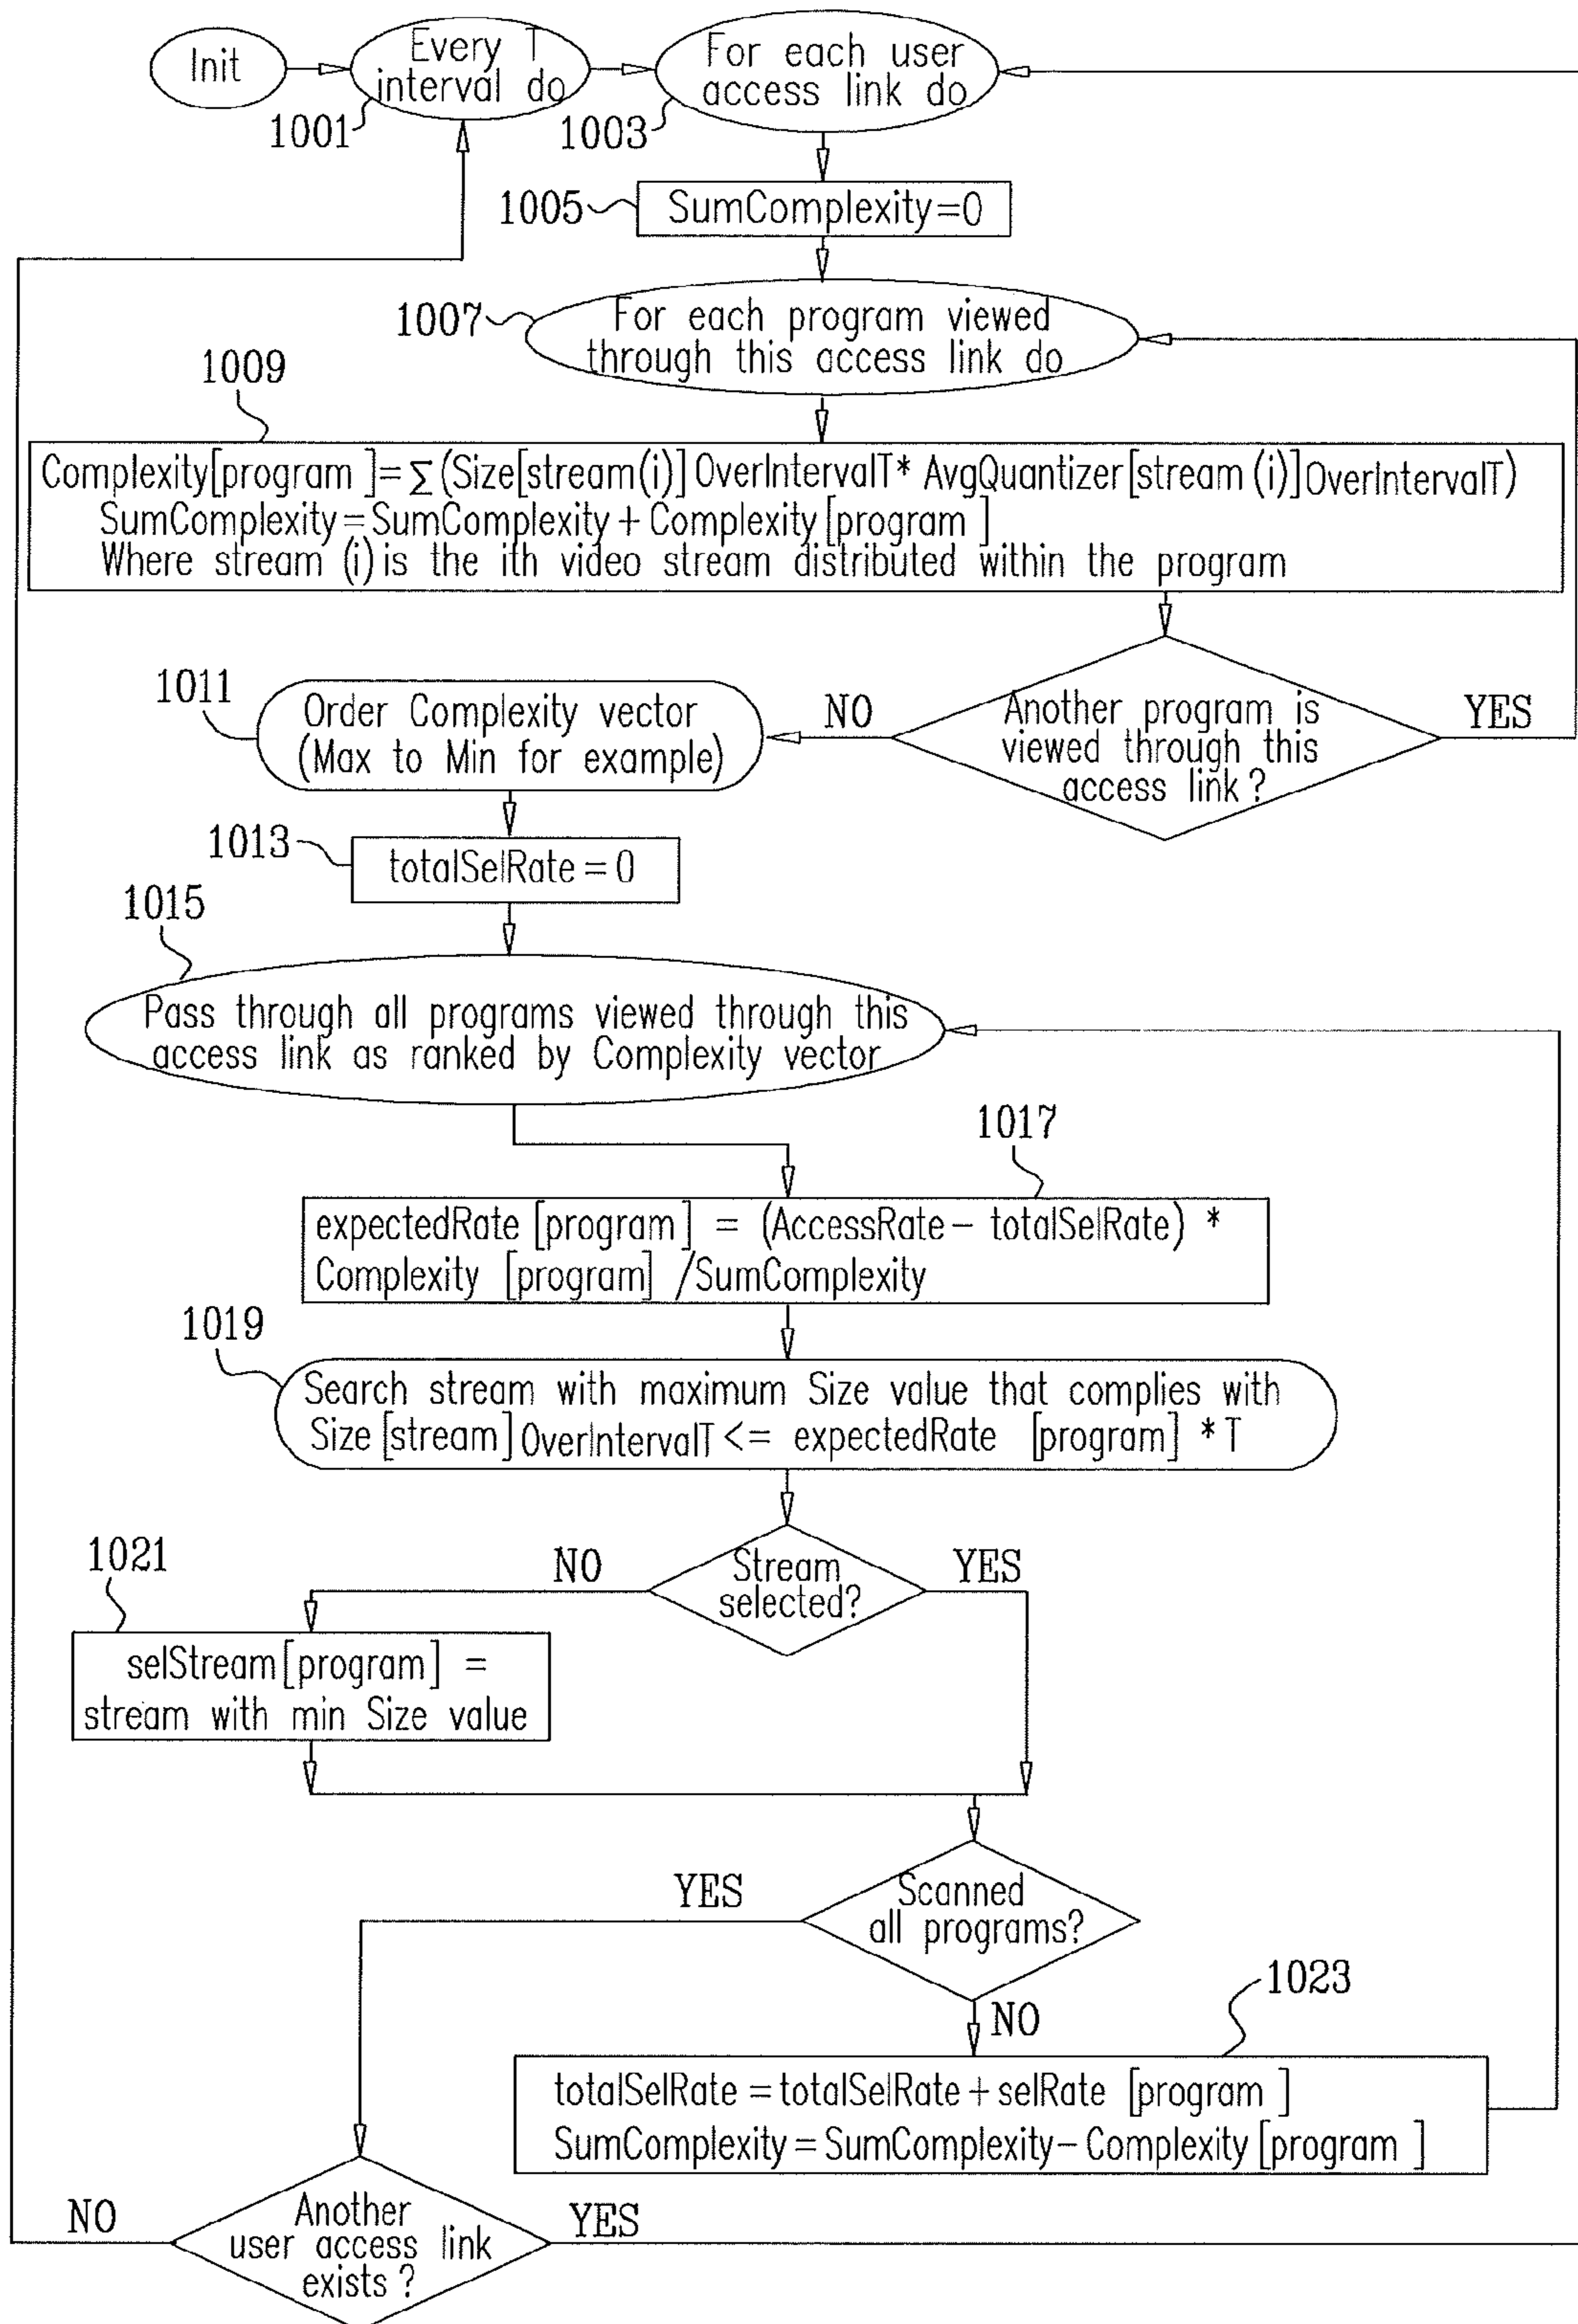 Init
Every T
interval do
1001
For each user
access link do
1003
1005
SumComplexity=0
1007
For each program viewed
through this access link do
1009
Complexity[program]=Σ(Size[stream(i)]OverIntervalT* AvgQuantizer[stream (i)]OverIntervalT)
SumComplexity=SumComplexity+Complexity[program]
Where stream (i) is the ith video stream distributed within the program
1011
Order Complexity vector
(Max to Min for example)
NO
Another program is
viewed through this
access link?
YES
1013
totalSelRate=0
1015
Pass through all programs viewed through this
access link as ranked by Complexity vector
1017
expectedRate [program] = (AccessRate- totalSelRate) *
Complexity [program] /SumComplexity
1019
Search stream with maximum Size value that complies with
Size[stream]OverIntervalT<= expectedRate [program] *T
1021
NO
Stream
selected?
YES
selStream[program] =
stream with min Size value
YES
Scanned
all programs?
NO
1023
totalSelRate=totalSelRate+selRate [program]
SumComplexity=SumComplexity-Complexity[program]
NO
Another
user access link
exists?
YES